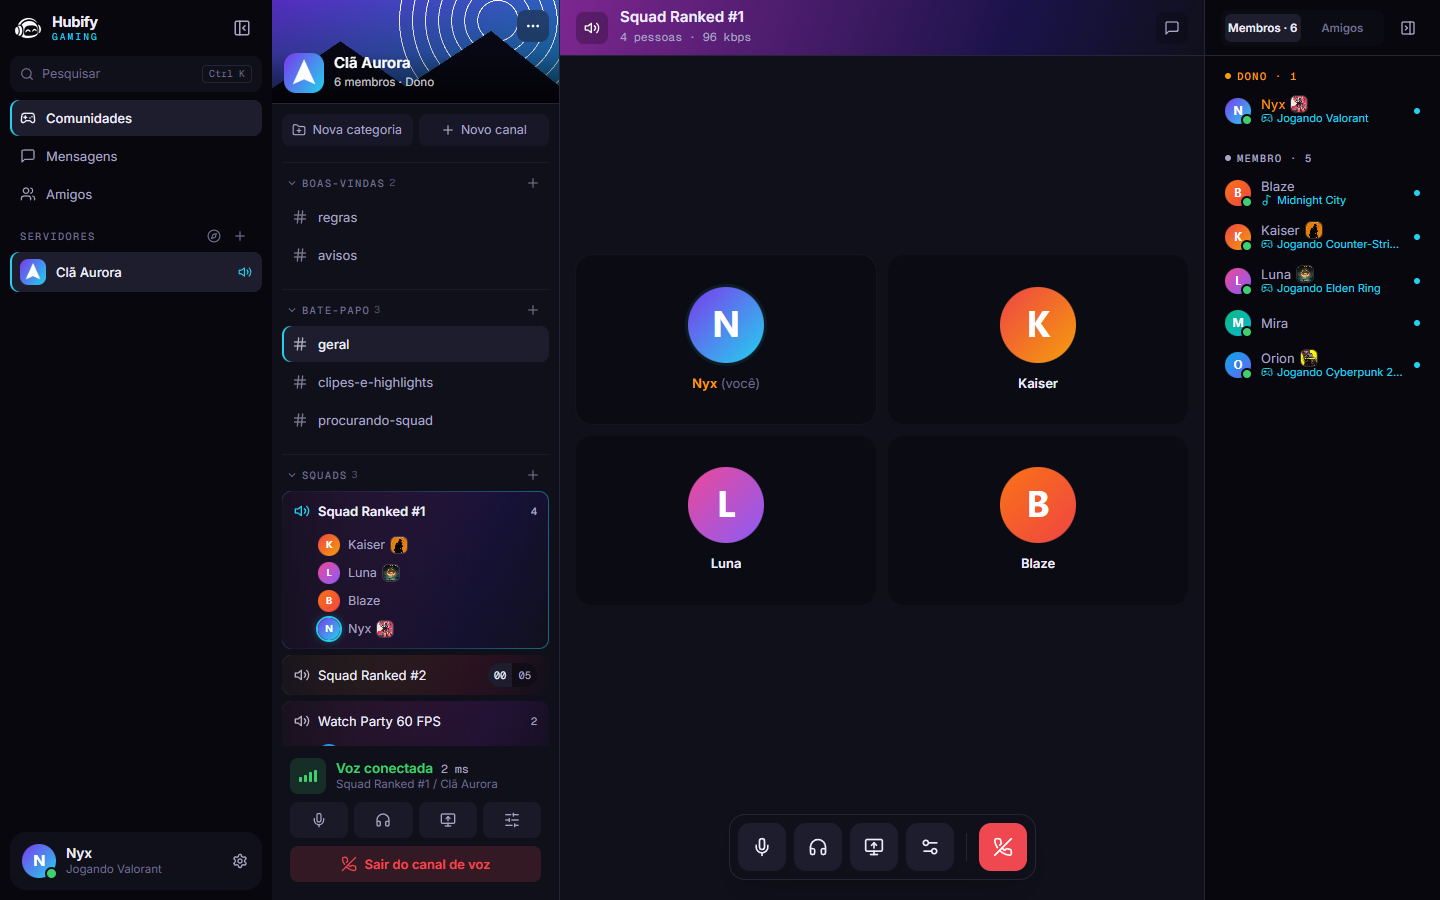 Hubify
GAMING
Pesquisar
Ctrl K
Comunidades
Mensagens
Amigos
SERVIDORES
Clã Aurora
N
Nyx
Jogando Valorant
Clã Aurora
6 membros · Dono
Nova categoria
Novo canal
BOAS-VINDAS 2
regras
avisos
BATE-PAPO 3
geral
clipes-e-highlights
procurando-squad
SQUADS 3
Squad Ranked #1
4
K Kaiser
L Luna
B Blaze
N Nyx
Squad Ranked #2
00 05
Watch Party 60 FPS
2
Voz conectada 2 ms
Squad Ranked #1 / Clã Aurora
Sair do canal de voz
Squad Ranked #1
4 pessoas · 96 kbps
N
Nyx (você)
K
Kaiser
L
Luna
B
Blaze
Membros · 6
Amigos
DONO · 1
N
Nyx
Jogando Valorant
MEMBRO · 5
B
Blaze
Midnight City
K
Kaiser
Jogando Counter-Stri...
L
Luna
Jogando Elden Ring
M
Mira
O
Orion
Jogando Cyberpunk 2...